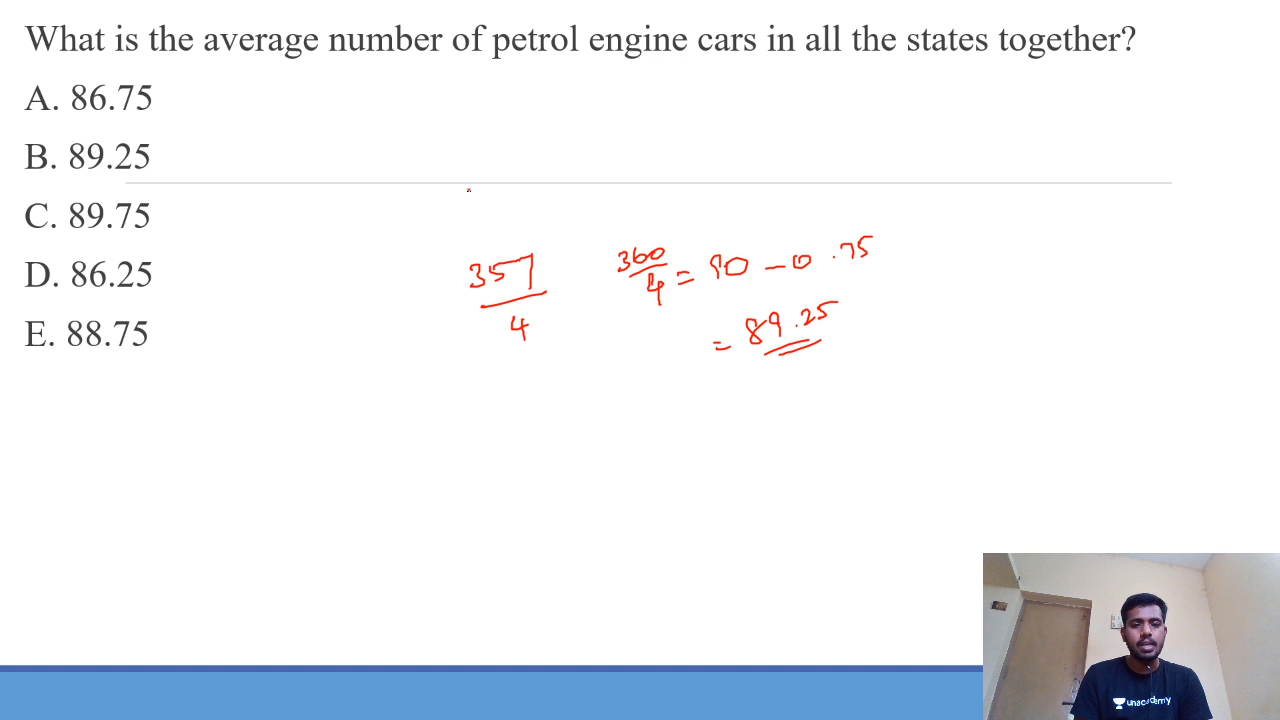 What is the average number of petrol engine cars in all the states together?
A. 86.75
B. 89.25
C. 89.75
D. 86.25
E. 88.75
357/4
360/4 = 90 - 0.75
= 89.25
unacademy